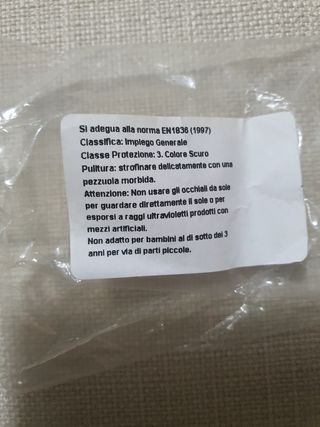 Si adegua alla norma EN1836 (1997)
Classifica: Impiego Generale
Classe Protezione: 3. Colore Scuro
Pulitura: strofinare delicatamente con una
pezzuola morbida.
Attenzione: Non usare gli occhiali da sole
per guardare direttamente il sole o per
esporsi a raggi ultravioletti prodotti con
mezzi artificiali.
Non adatto per bambini al di sotto dei 3
anni per via di parti piccole.